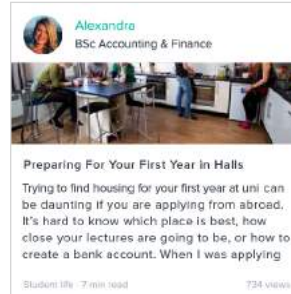 Alexandra
BSc Accounting & Finance
Preparing For Your First Year in Halls
Trying to find housing for your first year at uni can
be daunting if you are applying from abroad.
It's hard to know which place is best, how
close your lectures are going to be, or how to
create a bank account. When I was applying
Student life · 7 min read
734 views